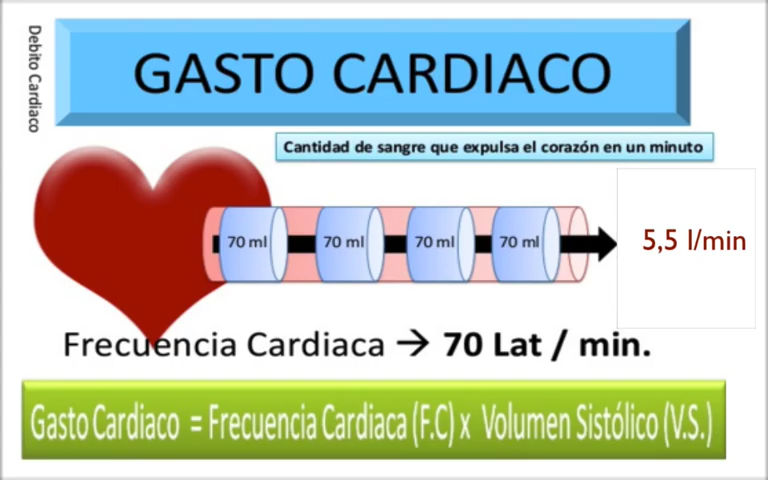 Debito Cardiaco
GASTO CARDIACO
Cantidad de sangre que expulsa el corazón en un minuto
70 ml 70 ml 70 ml 70 ml
5,5 l/min
Frecuencia Cardiaca → 70 Lat / min.
Gasto Cardiaco = Frecuencia Cardiaca (F.C) x Volumen Sistólico (V.S.)